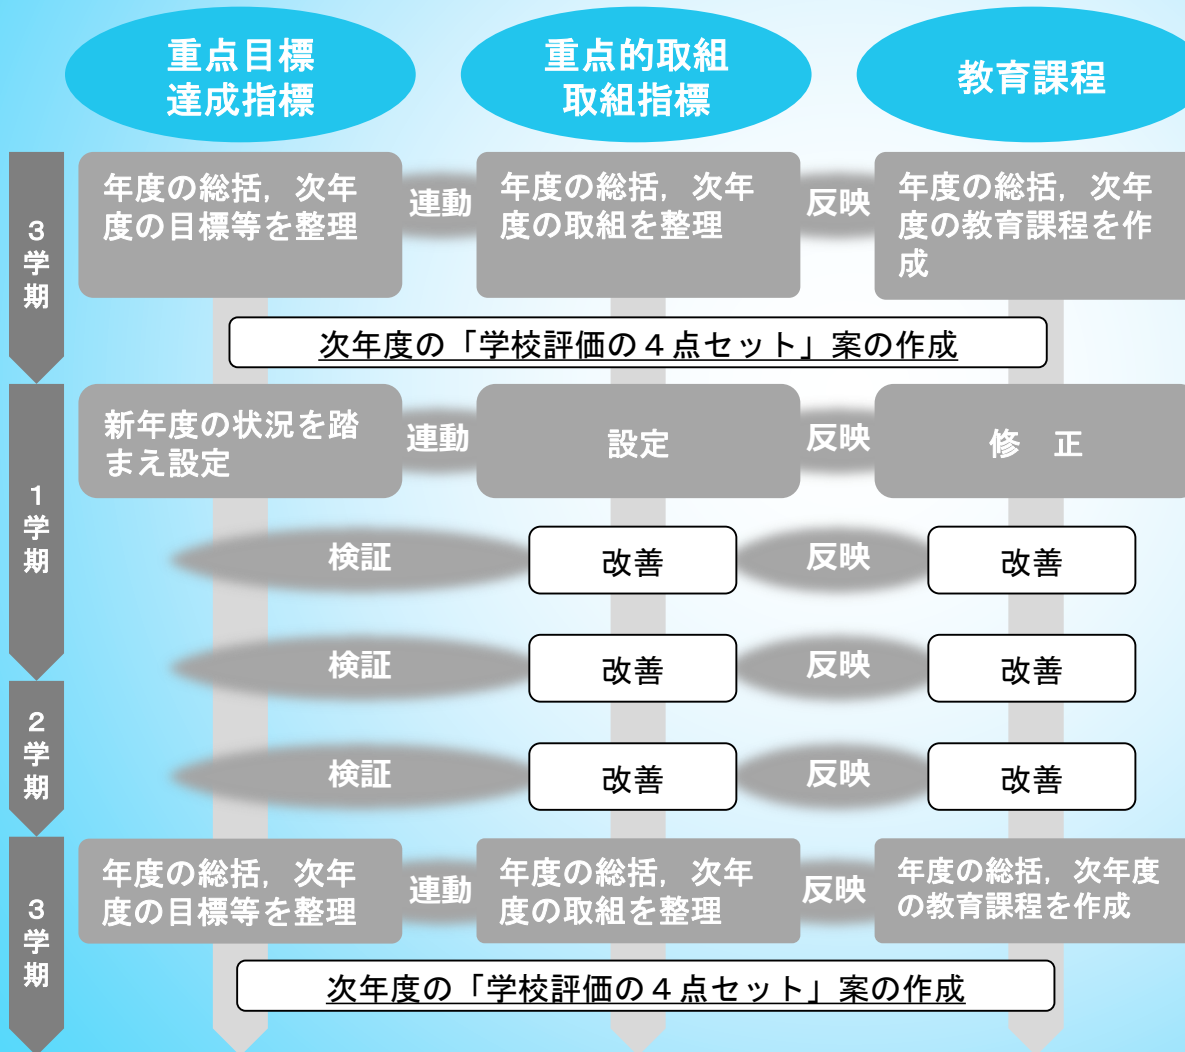 重点目標
達成指標
重点的取組
取組指標
教育課程
3学期
年度の総括，次年
度の目標等を整理
連動
年度の総括，次年
度の取組を整理
反映
年度の総括，次年
度の教育課程を作
成
次年度の「学校評価の４点セット」案の作成
1学期
新年度の状況を踏
まえ設定
連動
設定
反映
修　正
検証
改善
反映
改善
検証
改善
反映
改善
2学期
検証
改善
反映
改善
3学期
年度の総括，次年
度の目標等を整理
連動
年度の総括，次年
度の取組を整理
反映
年度の総括，次年度
の教育課程を作成
次年度の「学校評価の４点セット」案の作成